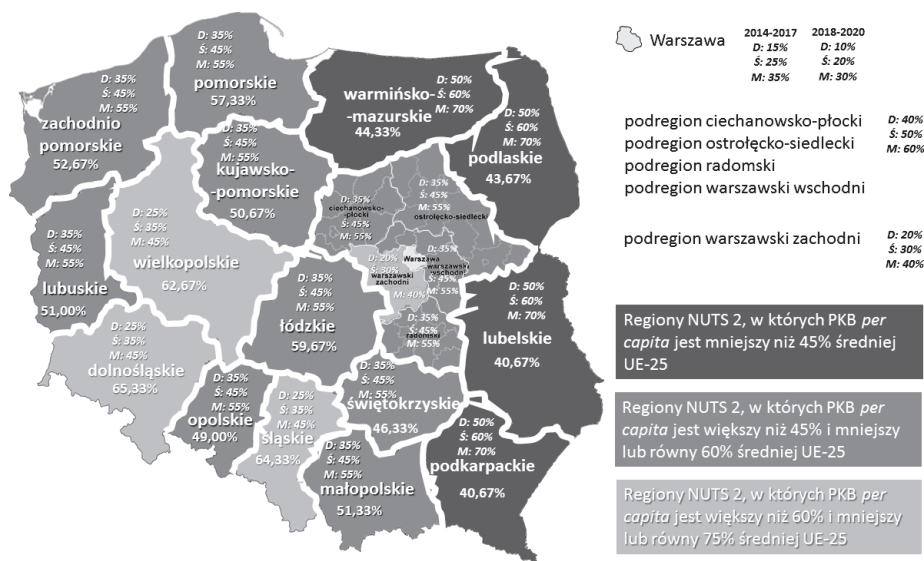 D: 35%
Ś: 45%
M: 55%
pomorskie
57,33%
D: 35%
Ś: 45%
M: 55%
zachodnio
pomorskie
52,67%
D: 50%
Ś: 60%
M: 70%
warmińsko-
-mazurskie
44,33%
D: 50%
Ś: 60%
M: 70%
podlaskie
43,67%
D: 35%
Ś: 45%
M: 55%
kujawsko-
-pomorskie
50,67%
D: 25%
Ś: 35%
M: 45%
wielkopolskie
62,67%
D: 35%
Ś: 45%
M: 55%
lubuskie
51,00%
D: 35%
ciechanowsko-
-płocki
Ś: 45%
M: 55%
D: 35%
Ś: 45%
M: 55%
ostrołęcko-siedlecki
Warszawa
D: 20%
Ś: 30%
warszawski
zachodni
M: 40%
D: 35%
warszawski
wschodni
Ś: 45%
M: 55%
D: 35%
Ś: 45%
radomski
M: 55%
D: 35%
Ś: 45%
M: 55%
łódzkie
59,67%
D: 50%
Ś: 60%
M: 70%
lubelskie
40,67%
D: 25%
Ś: 35%
M: 45%
dolnośląskie
65,33%
D: 35%
Ś: 45%
M: 55%
opolskie
49,00%
D: 25%
Ś: 35%
M: 45%
śląskie
64,33%
D: 35%
Ś: 45%
M: 55%
świętokrzyskie
46,33%
D: 35%
Ś: 45%
M: 55%
małopolskie
51,33%
D: 50%
Ś: 60%
M: 70%
podkarpackie
40,67%
Warszawa
2014-2017 2018-2020
D: 15% D: 10%
Ś: 25% Ś: 20%
M: 35% M: 30%
podregion ciechanowsko-płocki D: 40%
podregion ostrołęcko-siedlecki Ś: 50%
podregion radomski M: 60%
podregion warszawski wschodni
podregion warszawski zachodni D: 20%
Ś: 30%
M: 40%
Regiony NUTS 2, w których PKB per
capita jest mniejszy niż 45% średniej
UE-25
Regiony NUTS 2, w których PKB per
capita jest większy niż 45% i mniejszy
lub równy 60% średniej UE-25
Regiony NUTS 2, w których PKB per
capita jest większy niż 60% i mniejszy
lub równy 75% średniej UE-25